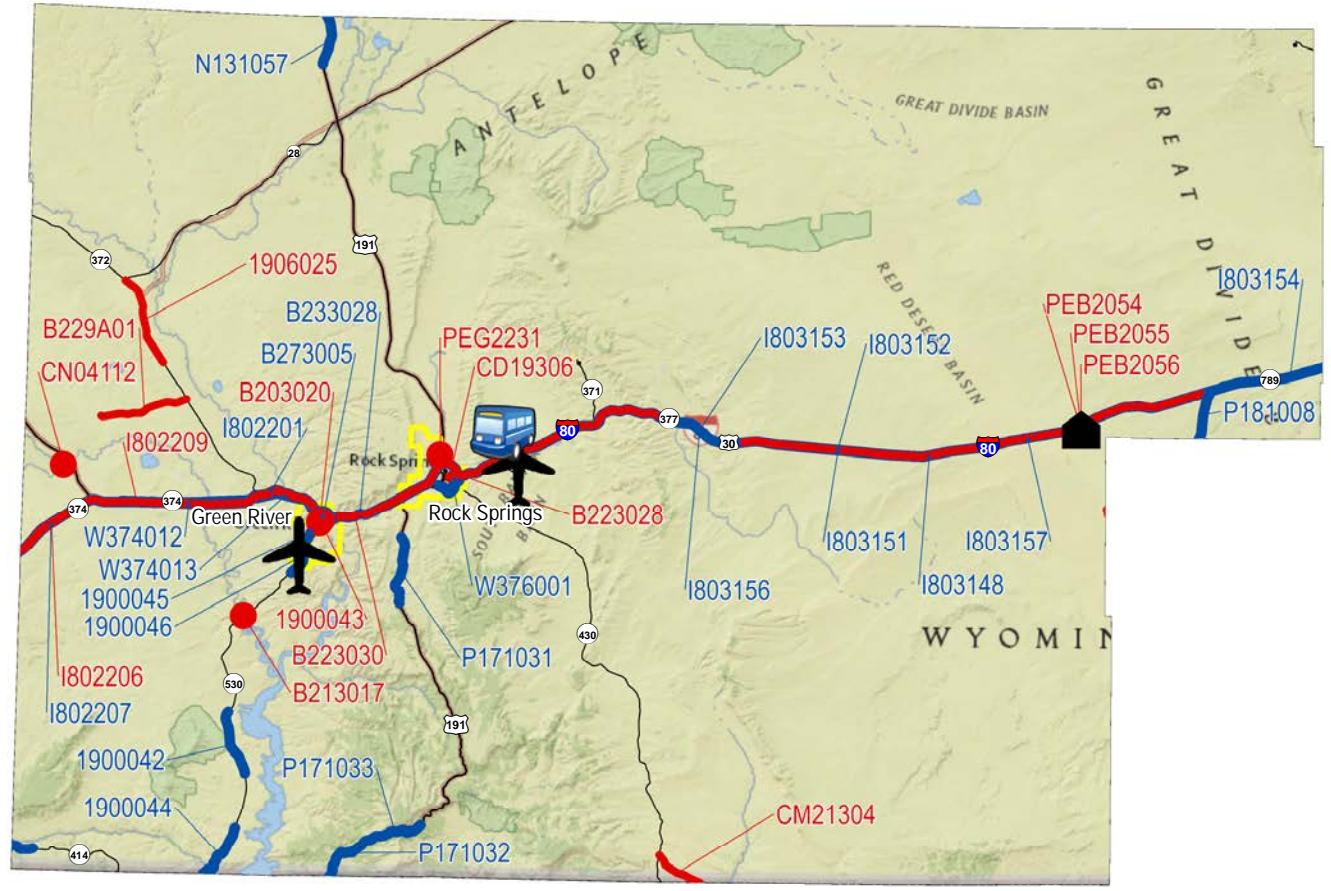 N131057
ANTELOPE
GREAT DIVIDE BASIN
GREAT DIVIDE
28
191
372
1906025
B233028
B229A01
B273005
PEG2231
CN04112
B203020
CD19306
I803153
I803152
RED DESERT BASIN
PEB2054
PEB2055
PEB2056
I803154
789
P181008
371
377
30
80
80
I802209
I802201
Rock Sprin
Rock Springs
374
374
Green River
B223028
W374012
W374013
1900045
1900046
1900043
B223030
B213017
W376001
I803156
I803151
I803148
I803157
WYOMIN
P171031
430
I802206
I802207
530
191
1900042
P171033
1900044
414
P171032
CM21304